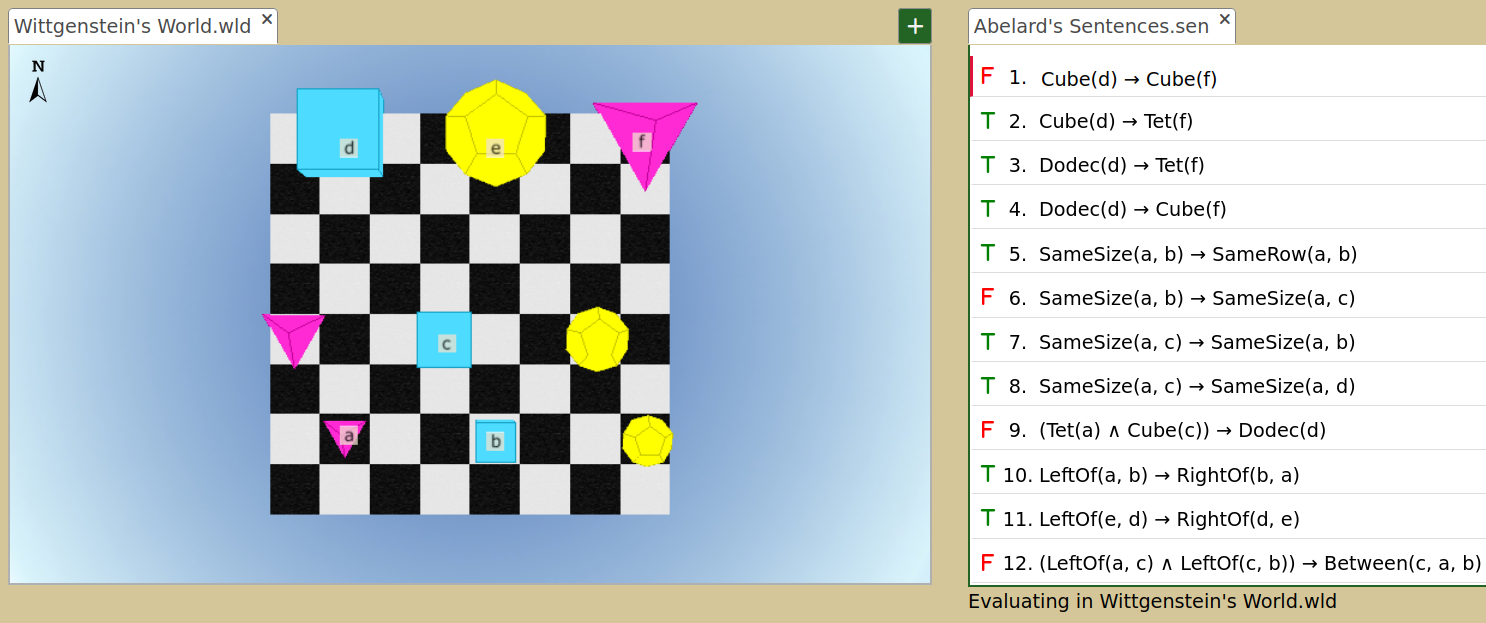 Wittgenstein's World.wld ×
+
Abelard's Sentences.sen ×
N
d
e
f
c
a
b
F 1. Cube(d) → Cube(f)
T 2. Cube(d) → Tet(f)
T 3. Dodec(d) → Tet(f)
T 4. Dodec(d) → Cube(f)
T 5. SameSize(a, b) → SameRow(a, b)
F 6. SameSize(a, b) → SameSize(a, c)
T 7. SameSize(a, c) → SameSize(a, b)
T 8. SameSize(a, c) → SameSize(a, d)
F 9. (Tet(a) ∧ Cube(c)) → Dodec(d)
T 10. LeftOf(a, b) → RightOf(b, a)
T 11. LeftOf(e, d) → RightOf(d, e)
F 12. (LeftOf(a, c) ∧ LeftOf(c, b)) → Between(c, a, b)
Evaluating in Wittgenstein's World.wld